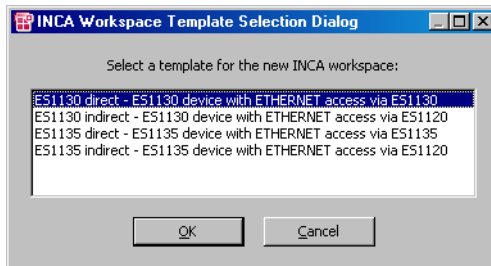 INCA Workspace Template Selection Dialog
Select a template for the new INCA workspace:
ES1130 direct - ES1130 device with ETHERNET access via ES1130
ES1130 indirect - ES1130 device with ETHERNET access via ES1120
ES1135 direct - ES1135 device with ETHERNET access via ES1135
ES1135 indirect - ES1135 device with ETHERNET access via ES1120
OK Cancel